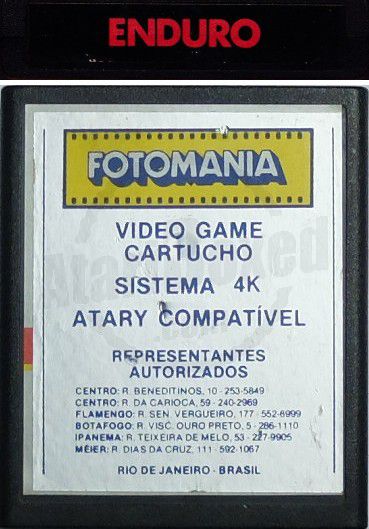 ENDURO
FOTOMANIA
VIDEO GAME
CARTUCHO
SISTEMA 4K
ATARY COMPATÍVEL
REPRESENTANTES
AUTORIZADOS
CENTRO: R. BENEDITINOS, 10 - 253-5849
CENTRO: R. DA CARIOCA, 59 - 240-2969
FLAMENGO: R. SEN. VERGUEIRO, 177 - 552-8999
BOTAFOGO: R. VISC. OURO PRETO, 5 - 286-1110
IPANEMA: R. TEIXEIRA DE MELO, 53 - 227-9905
MÉIER: R. DIAS DA CRUZ, 111 - 592-1067
RIO DE JANEIRO - BRASIL